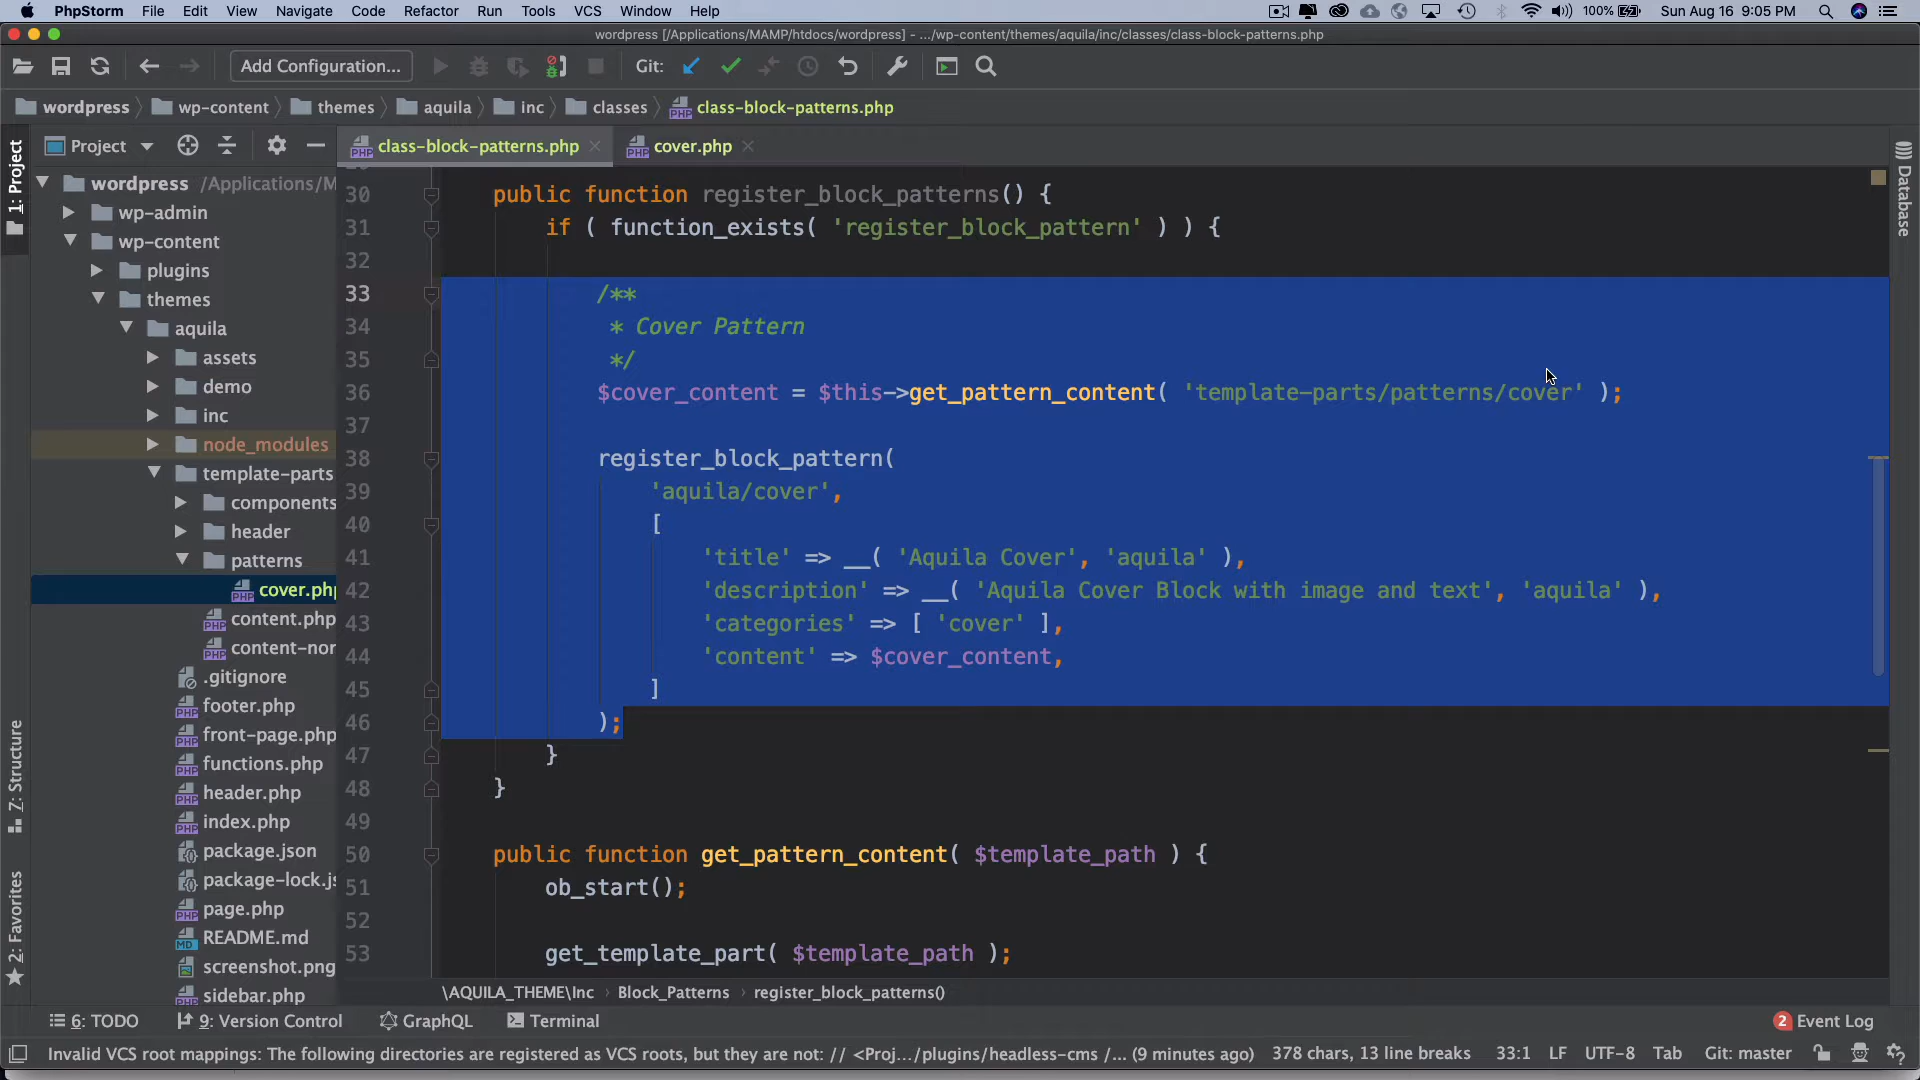 PhpStorm File Edit View Navigate Code Refactor Run Tools VCS Window Help 100% Sun Aug 16 9:05 PM
wordpress [/Applications/MAMP/htdocs/wordpress] - .../wp-content/themes/aquila/inc/classes/class-block-patterns.php
Add Configuration... Git:
wordpress wp-content themes aquila inc classes class-block-patterns.php
Project class-block-patterns.php cover.php
1: Project
Database
7: Structure
2: Favorites
wordpress /Applications/M
wp-admin
wp-content
plugins
themes
aquila
assets
demo
inc
node_modules
template-parts
components
header
patterns
cover.php
content.php
content-nor
.gitignore
footer.php
front-page.php
functions.php
header.php
index.php
package.json
package-lock.js
page.php
README.md
screenshot.png
sidebar.php
30 public function register_block_patterns() {
31 if ( function_exists( 'register_block_pattern' ) ) {
32
33 /**
34 * Cover Pattern
35 */
36 $cover_content = $this->get_pattern_content( 'template-parts/patterns/cover' );
37
38 register_block_pattern(
39 'aquila/cover',
40 [
41 'title' => __( 'Aquila Cover', 'aquila' ),
42 'description' => __( 'Aquila Cover Block with image and text', 'aquila' ),
43 'categories' => [ 'cover' ],
44 'content' => $cover_content,
45 ]
46 );
47 }
48 }
49
50 public function get_pattern_content( $template_path ) {
51 ob_start();
52
53 get_template_part( $template_path );
\AQUILA_THEME\Inc › Block_Patterns › register_block_patterns()
6: TODO 9: Version Control GraphQL Terminal 2 Event Log
Invalid VCS root mappings: The following directories are registered as VCS roots, but they are not: // <Proj.../plugins/headless-cms /... (9 minutes ago) 378 chars, 13 line breaks 33:1 LF UTF-8 Tab Git: master